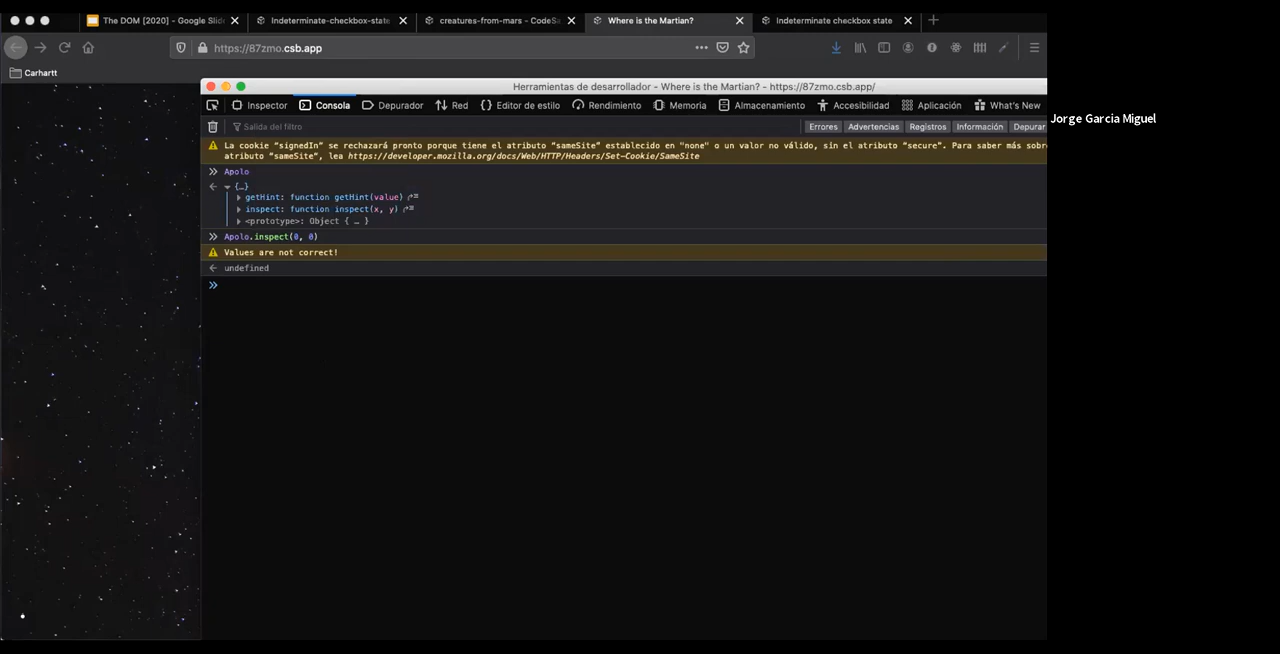 The DOM [2020] - Google Slide
Indeterminate-checkbox-state
creatures-from-mars - CodeSa
Where is the Martian?
Indeterminate checkbox state
https://87zmo.csb.app
Carhartt
Herramientas de desarrollador - Where is the Martian? - https://87zmo.csb.app/
Inspector
Consola
Depurador
Red
Editor de estilo
Rendimiento
Memoria
Almacenamiento
Accesibilidad
Aplicación
What's New
Jorge Garcia Miguel
Salida del filtro
Errores
Advertencias
Registros
Información
Depurar
La cookie “signedIn” se rechazará pronto porque tiene el atributo “sameSite” establecido en "none" o un valor no válido, sin el atributo “secure”. Para saber más sobre
atributo “sameSite”, lea https://developer.mozilla.org/docs/Web/HTTP/Headers/Set-Cookie/SameSite
Apolo
{…}
getHint: function getHint(value)
inspect: function inspect(x, y)
<prototype>: Object { … }
Apolo.inspect(0, 0)
Values are not correct!
undefined